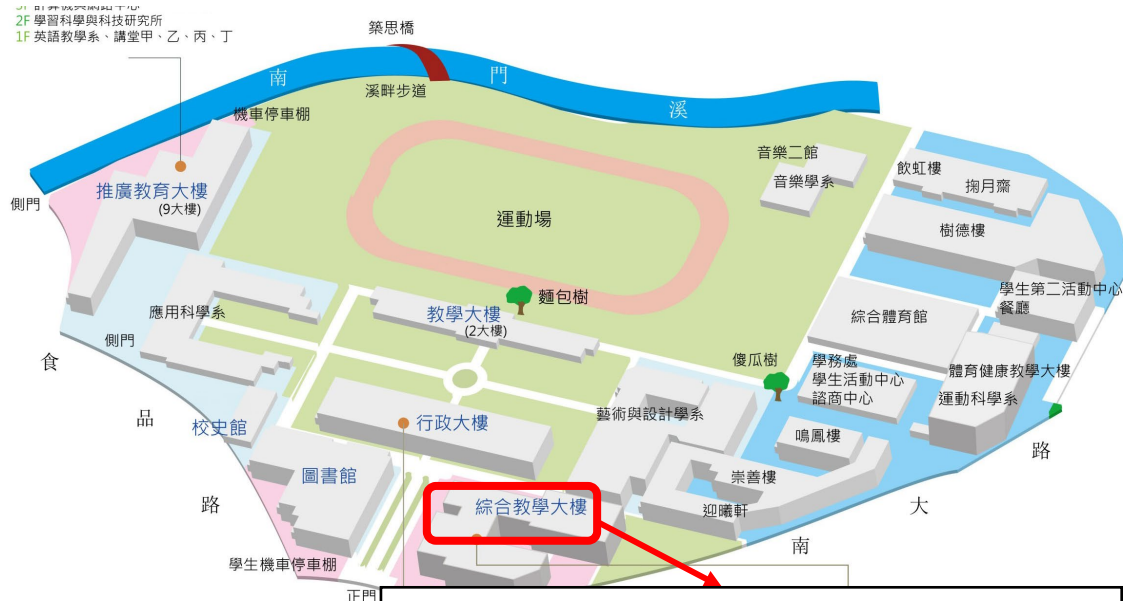 2F 學習科學與科技研究所
1F 英語教學系、講堂甲、乙、丙、丁
築思橋
南門溪
溪畔步道
機車停車棚
側門
推廣教育大樓
(9大樓)
運動場
音樂二館
音樂學系
飲虹樓
掬月齋
樹德樓
學生第二活動中心
餐廳
應用科學系
側門
教學大樓
(2大樓)
麵包樹
綜合體育館
傻瓜樹
學務處
學生活動中心
諮商中心
體育健康教學大樓
運動科學系
食品路
校史館
行政大樓
藝術與設計學系
鳴鳳樓
圖書館
綜合教學大樓
崇善樓
迎曦軒
南大路
學生機車停車棚
正門